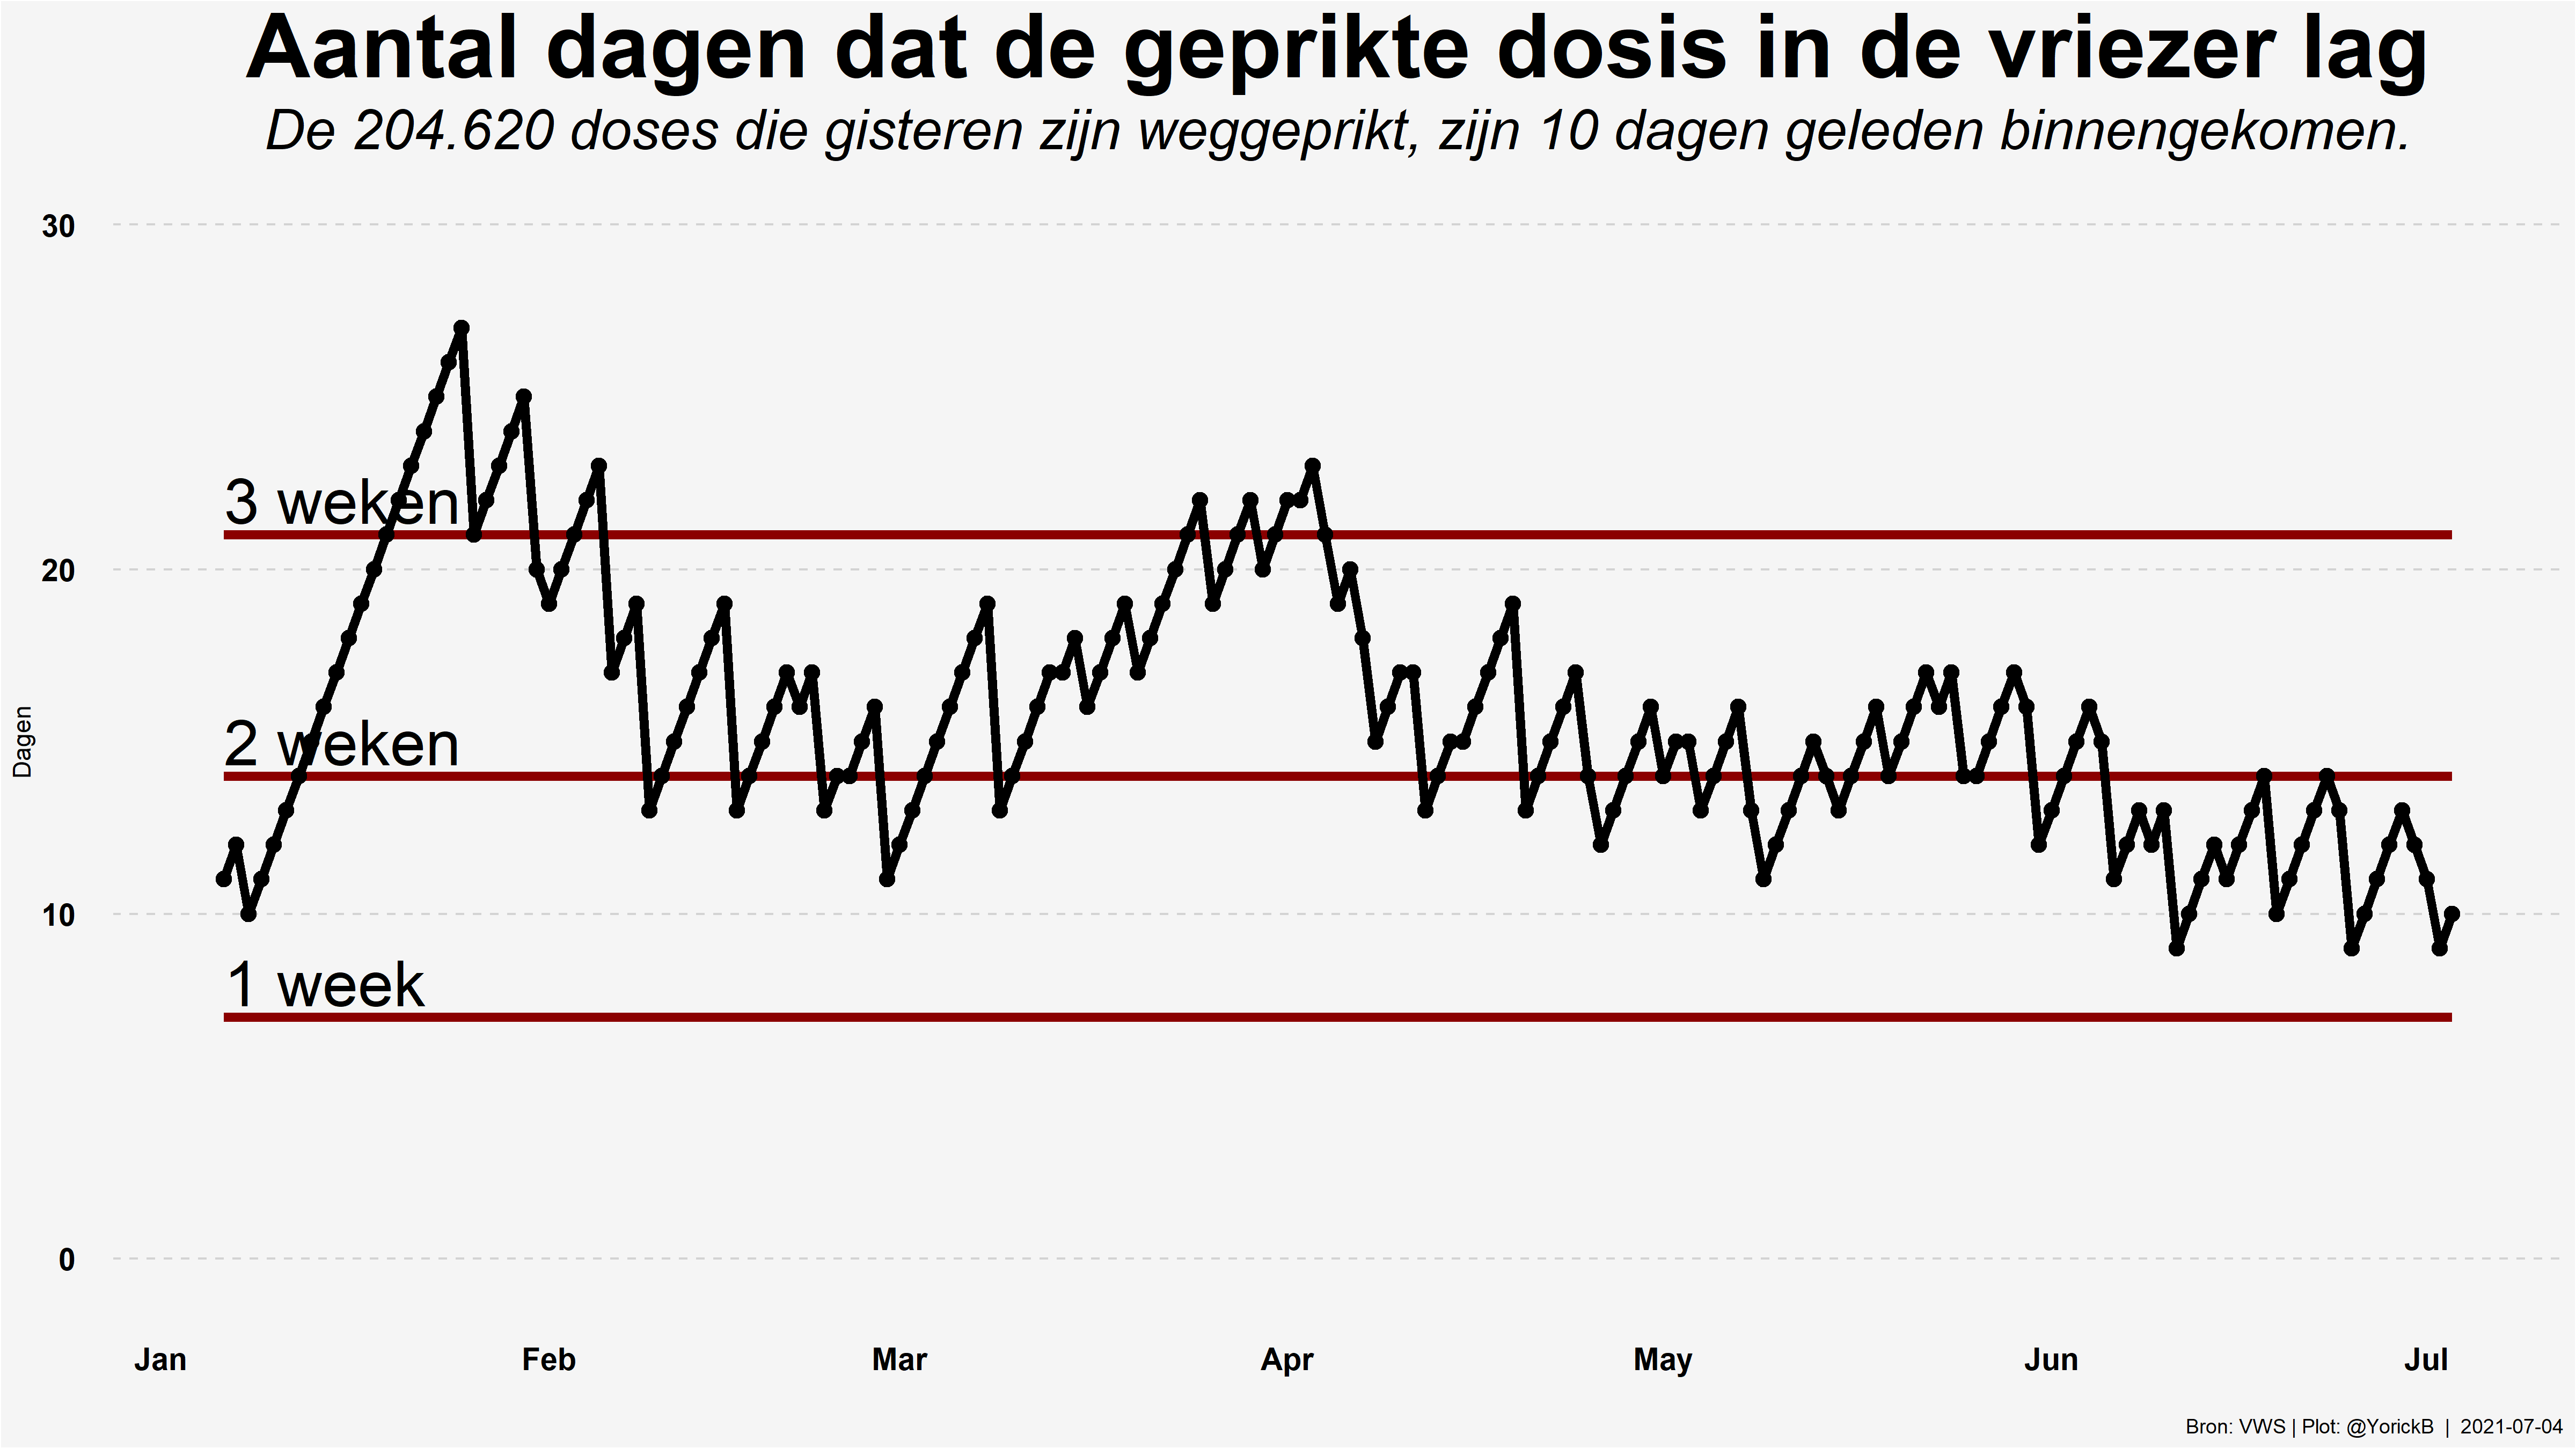 Aantal dagen dat de geprikte dosis in de vriezer lag
De 204.620 doses die gisteren zijn weggeprikt, zijn 10 dagen geleden binnengekomen.
30
3 weken
20
2 weken
Dagen
10
1 week
0
Jan Feb Mar Apr May Jun Jul
Bron: VWS | Plot: @YorickB | 2021-07-04